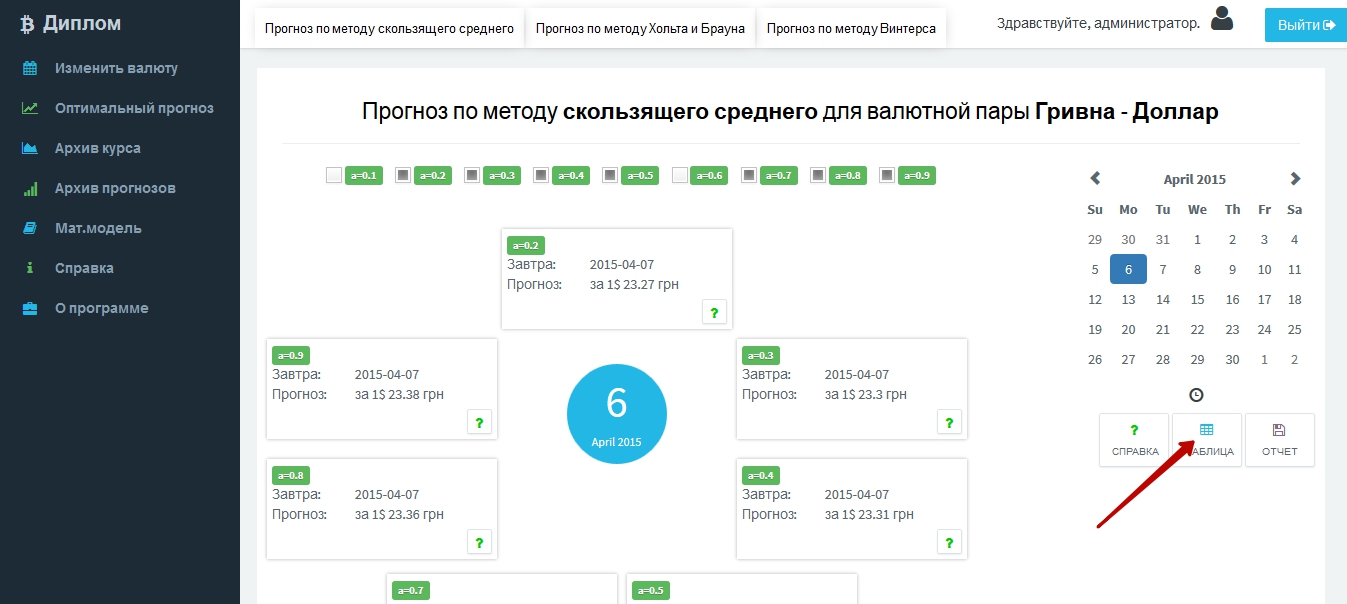 Диплом
Изменить валюту
Оптимальный прогноз
Архив курса
Архив прогнозов
Мат.модель
Справка
О программе
Прогноз по методу скользящего среднего
Прогноз по методу Хольта и Брауна
Прогноз по методу Винтерса
Здравствуйте, администратор.
Выйти
Прогноз по методу скользящего среднего для валютной пары Гривна - Доллар
a=0.1 a=0.2 a=0.3 a=0.4 a=0.5 a=0.6 a=0.7 a=0.8 a=0.9
a=0.2
Завтра: 2015-04-07
Прогноз: за 1$ 23.27 грн
?
a=0.9
Завтра: 2015-04-07
Прогноз: за 1$ 23.38 грн
?
6
April 2015
a=0.3
Завтра: 2015-04-07
Прогноз: за 1$ 23.3 грн
?
a=0.8
Завтра: 2015-04-07
Прогноз: за 1$ 23.36 грн
?
a=0.4
Завтра: 2015-04-07
Прогноз: за 1$ 23.31 грн
?
a=0.7
a=0.5
April 2015
Su Mo Tu We Th Fr Sa
29 30 31 1 2 3 4
5 6 7 8 9 10 11
12 13 14 15 16 17 18
19 20 21 22 23 24 25
26 27 28 29 30 1 2
?
СПРАВКА
ТАБЛИЦА
ОТЧЕТ